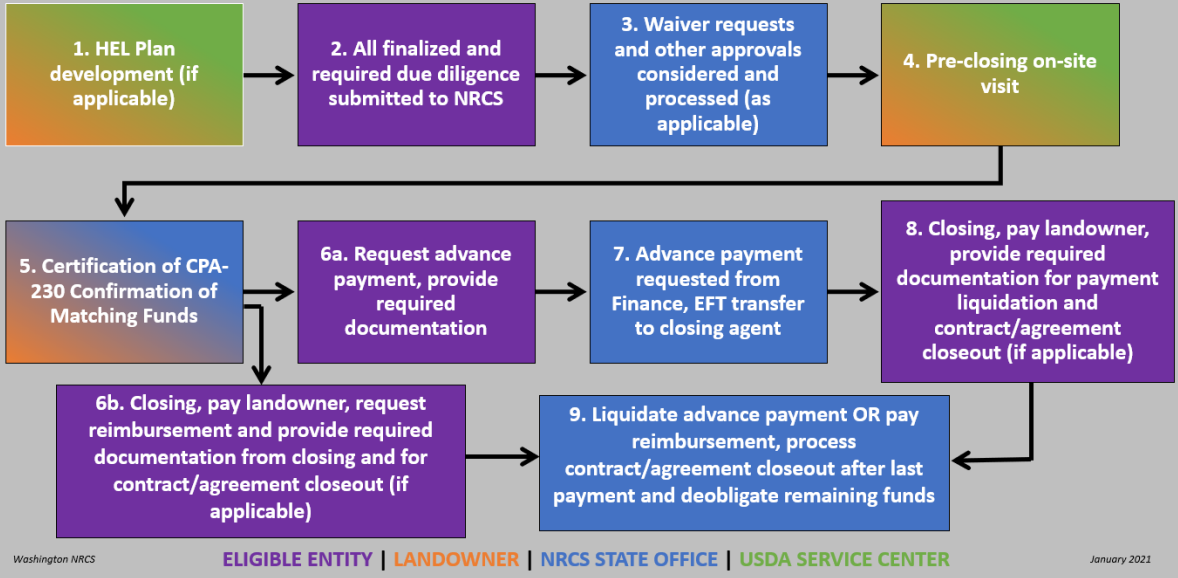 1. HEL Plan
development (if
applicable)
2. All finalized and
required due diligence
submitted to NRCS
3. Waiver requests
and other approvals
considered and
processed (as
applicable)
4. Pre-closing on-site
visit
5. Certification of CPA-
230 Confirmation of
Matching Funds
6a. Request advance
payment, provide
required
documentation
7. Advance payment
requested from
Finance, EFT transfer
to closing agent
8. Closing, pay landowner,
provide required
documentation for payment
liquidation and
contract/agreement
closeout (if applicable)
6b. Closing, pay landowner, request
reimbursement and provide required
documentation from closing and for
contract/agreement closeout (if
applicable)
9. Liquidate advance payment OR pay
reimbursement, process
contract/agreement closeout after last
payment and deobligate remaining funds
Washington NRCS
ELIGIBLE ENTITY | LANDOWNER | NRCS STATE OFFICE | USDA SERVICE CENTER
January 2021